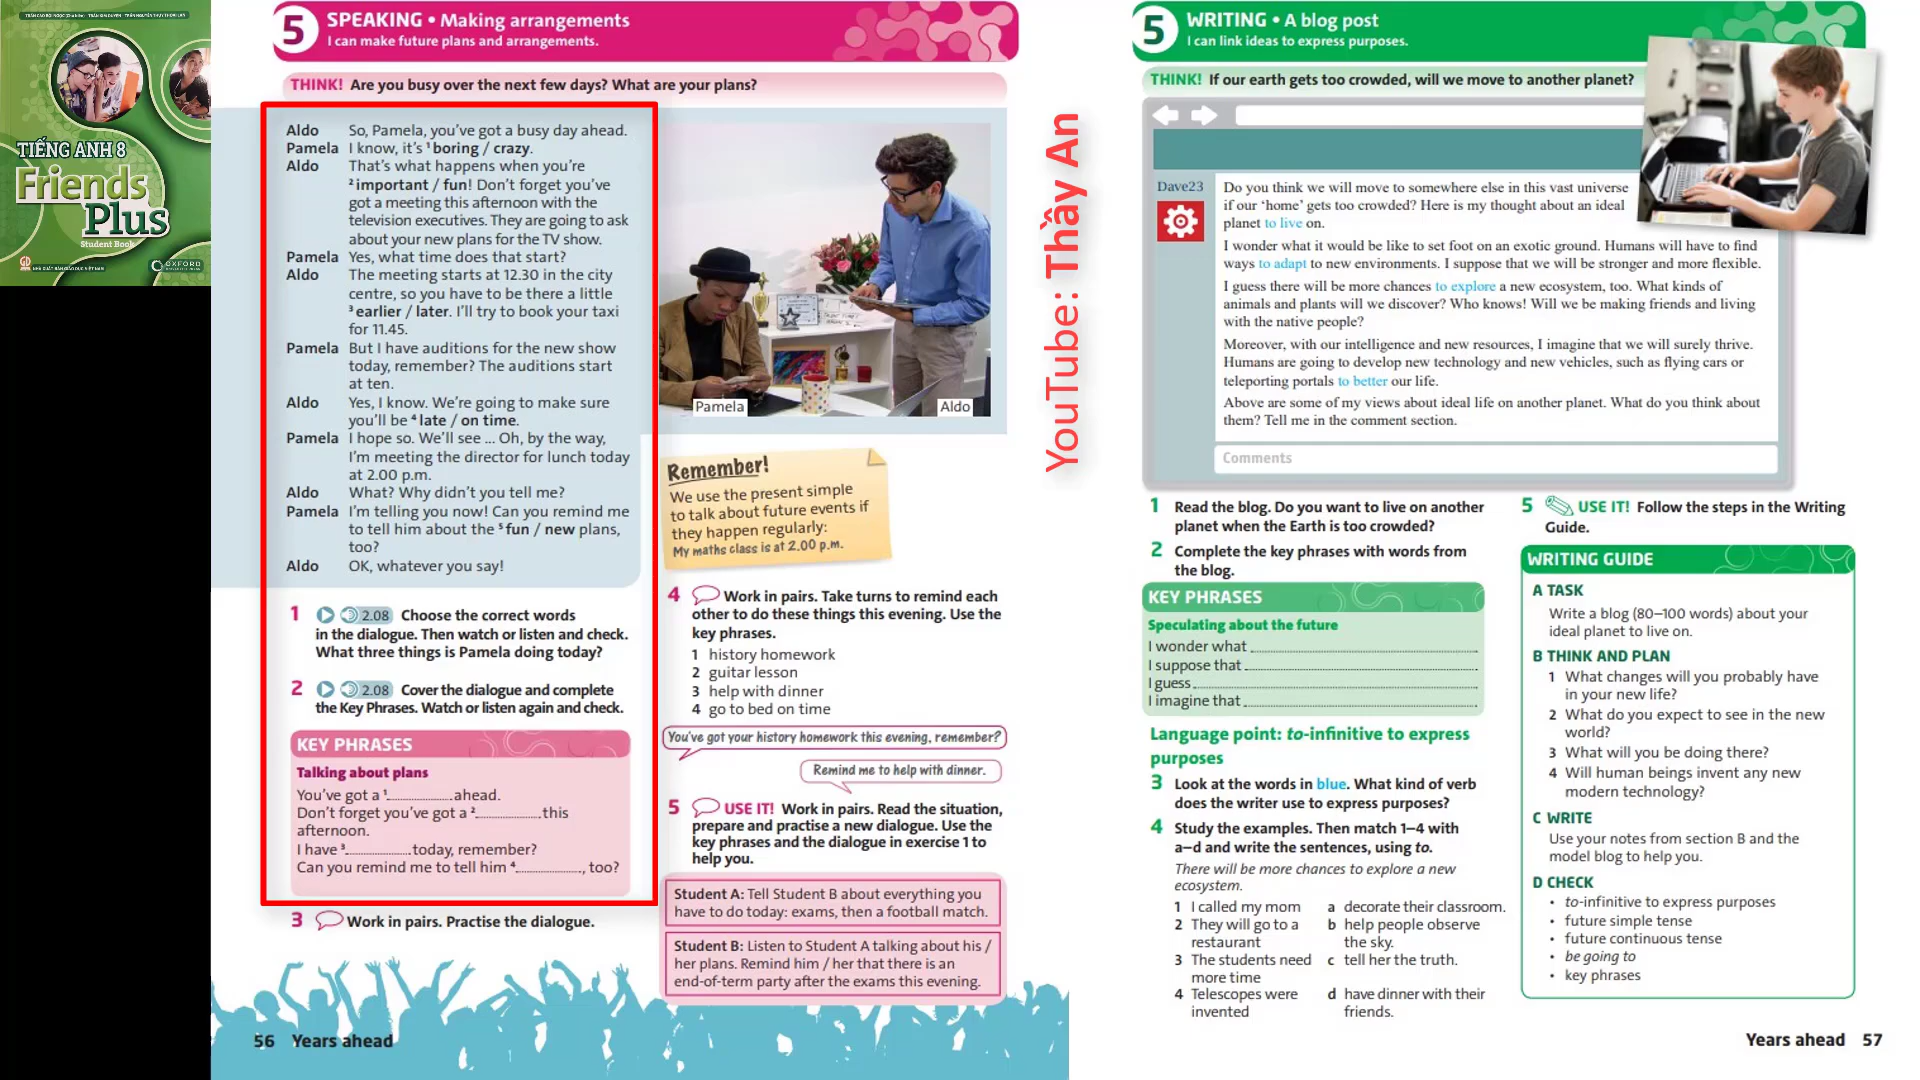 TIẾNG ANH 8
Friends
Plus
Student Book
NHÀ XUẤT BẢN GIÁO DỤC VIỆT NAM
OXFORD
5
SPEAKING • Making arrangements
I can make future plans and arrangements.
THINK! Are you busy over the next few days? What are your plans?
Aldo So, Pamela, you've got a busy day ahead.
Pamela I know, it's 1 boring / crazy.
Aldo That's what happens when you're
2 important / fun! Don't forget you've
got a meeting this afternoon with the
television executives. They are going to ask
about your new plans for the TV show.
Pamela Yes, what time does that start?
Aldo The meeting starts at 12.30 in the city
centre, so you have to be there a little
3 earlier / later. I'll try to book your taxi
for 11.45.
Pamela But I have auditions for the new show
today, remember? The auditions start
at ten.
Aldo Yes, I know. We're going to make sure
you'll be 4 late / on time.
Pamela I hope so. We'll see ... Oh, by the way,
I'm meeting the director for lunch today
at 2.00 p.m.
Aldo What? Why didn't you tell me?
Pamela I'm telling you now! Can you remind me
to tell him about the 5 fun / new plans,
too?
Aldo OK, whatever you say!
1 2.08 Choose the correct words
in the dialogue. Then watch or listen and check.
What three things is Pamela doing today?
2 2.08 Cover the dialogue and complete
the Key Phrases. Watch or listen again and check.
KEY PHRASES
Talking about plans
You've got a 1 ahead.
Don't forget you've got a 2 this
afternoon.
I have 3 today, remember?
Can you remind me to tell him 4 , too?
3 Work in pairs. Practise the dialogue.
56 Years ahead
Pamela
Aldo
Remember!
We use the present simple
to talk about future events if
they happen regularly:
My maths class is at 2.00 p.m.
4 Work in pairs. Take turns to remind each
other to do these things this evening. Use the
key phrases.
1 history homework
2 guitar lesson
3 help with dinner
4 go to bed on time
You've got your history homework this evening, remember?
Remind me to help with dinner.
5 USE IT! Work in pairs. Read the situation,
prepare and practise a new dialogue. Use the
key phrases and the dialogue in exercise 1 to
help you.
Student A: Tell Student B about everything you
have to do today: exams, then a football match.
Student B: Listen to Student A talking about his /
her plans. Remind him / her that there is an
end-of-term party after the exams this evening.
YouTube: Thầy An
5
WRITING • A blog post
I can link ideas to express purposes.
THINK! If our earth gets too crowded, will we move to another planet?
Dave23
Do you think we will move to somewhere else in this vast universe
if our 'home' gets too crowded? Here is my thought about an ideal
planet to live on.
I wonder what it would be like to set foot on an exotic ground. Humans will have to find
ways to adapt to new environments. I suppose that we will be stronger and more flexible.
I guess there will be more chances to explore a new ecosystem, too. What kinds of
animals and plants will we discover? Who knows! Will we be making friends and living
with the native people?
Moreover, with our intelligence and new resources, I imagine that we will surely thrive.
Humans are going to develop new technology and new vehicles, such as flying cars or
teleporting portals to better our life.
Above are some of my views about ideal life on another planet. What do you think about
them? Tell me in the comment section.
Comments
1 Read the blog. Do you want to live on another
planet when the Earth is too crowded?
2 Complete the key phrases with words from
the blog.
KEY PHRASES
Speculating about the future
I wonder what
I suppose that
I guess
I imagine that
Language point: to-infinitive to express
purposes
3 Look at the words in blue. What kind of verb
does the writer use to express purposes?
4 Study the examples. Then match 1–4 with
a–d and write the sentences, using to.
There will be more chances to explore a new
ecosystem.
1 I called my mom
2 They will go to a
restaurant
3 The students need
more time
4 Telescopes were
invented
a decorate their classroom.
b help people observe
the sky.
c tell her the truth.
d have dinner with their
friends.
5 USE IT! Follow the steps in the Writing
Guide.
WRITING GUIDE
A TASK
Write a blog (80–100 words) about your
ideal planet to live on.
B THINK AND PLAN
1 What changes will you probably have
in your new life?
2 What do you expect to see in the new
world?
3 What will you be doing there?
4 Will human beings invent any new
modern technology?
C WRITE
Use your notes from section B and the
model blog to help you.
D CHECK
• to-infinitive to express purposes
• future simple tense
• future continuous tense
• be going to
• key phrases
Years ahead 57